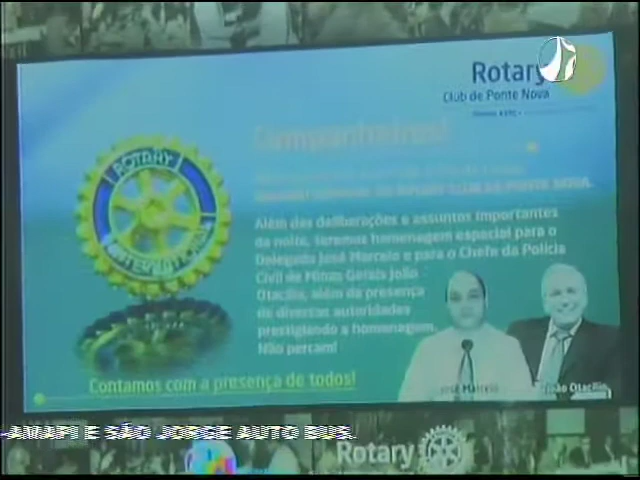 Rotary
Club de Ponte Nova
ROTARY
INTERNATIONAL
Companheiros!
Além das deliberações e assuntos importantes
da noite, teremos homenagem especial para o
Delegado José Marcelo e para o Chefe da Polícia
Civil de Minas Gerais João
Otacílio, além da presença
de diversas autoridades
prestigiando a homenagem.
Não percam!
Contamos com a presença de todos!
José Marcelo
João Otacílio
AMAPI E SÃO JORGE AUTO BUS.
Rotary